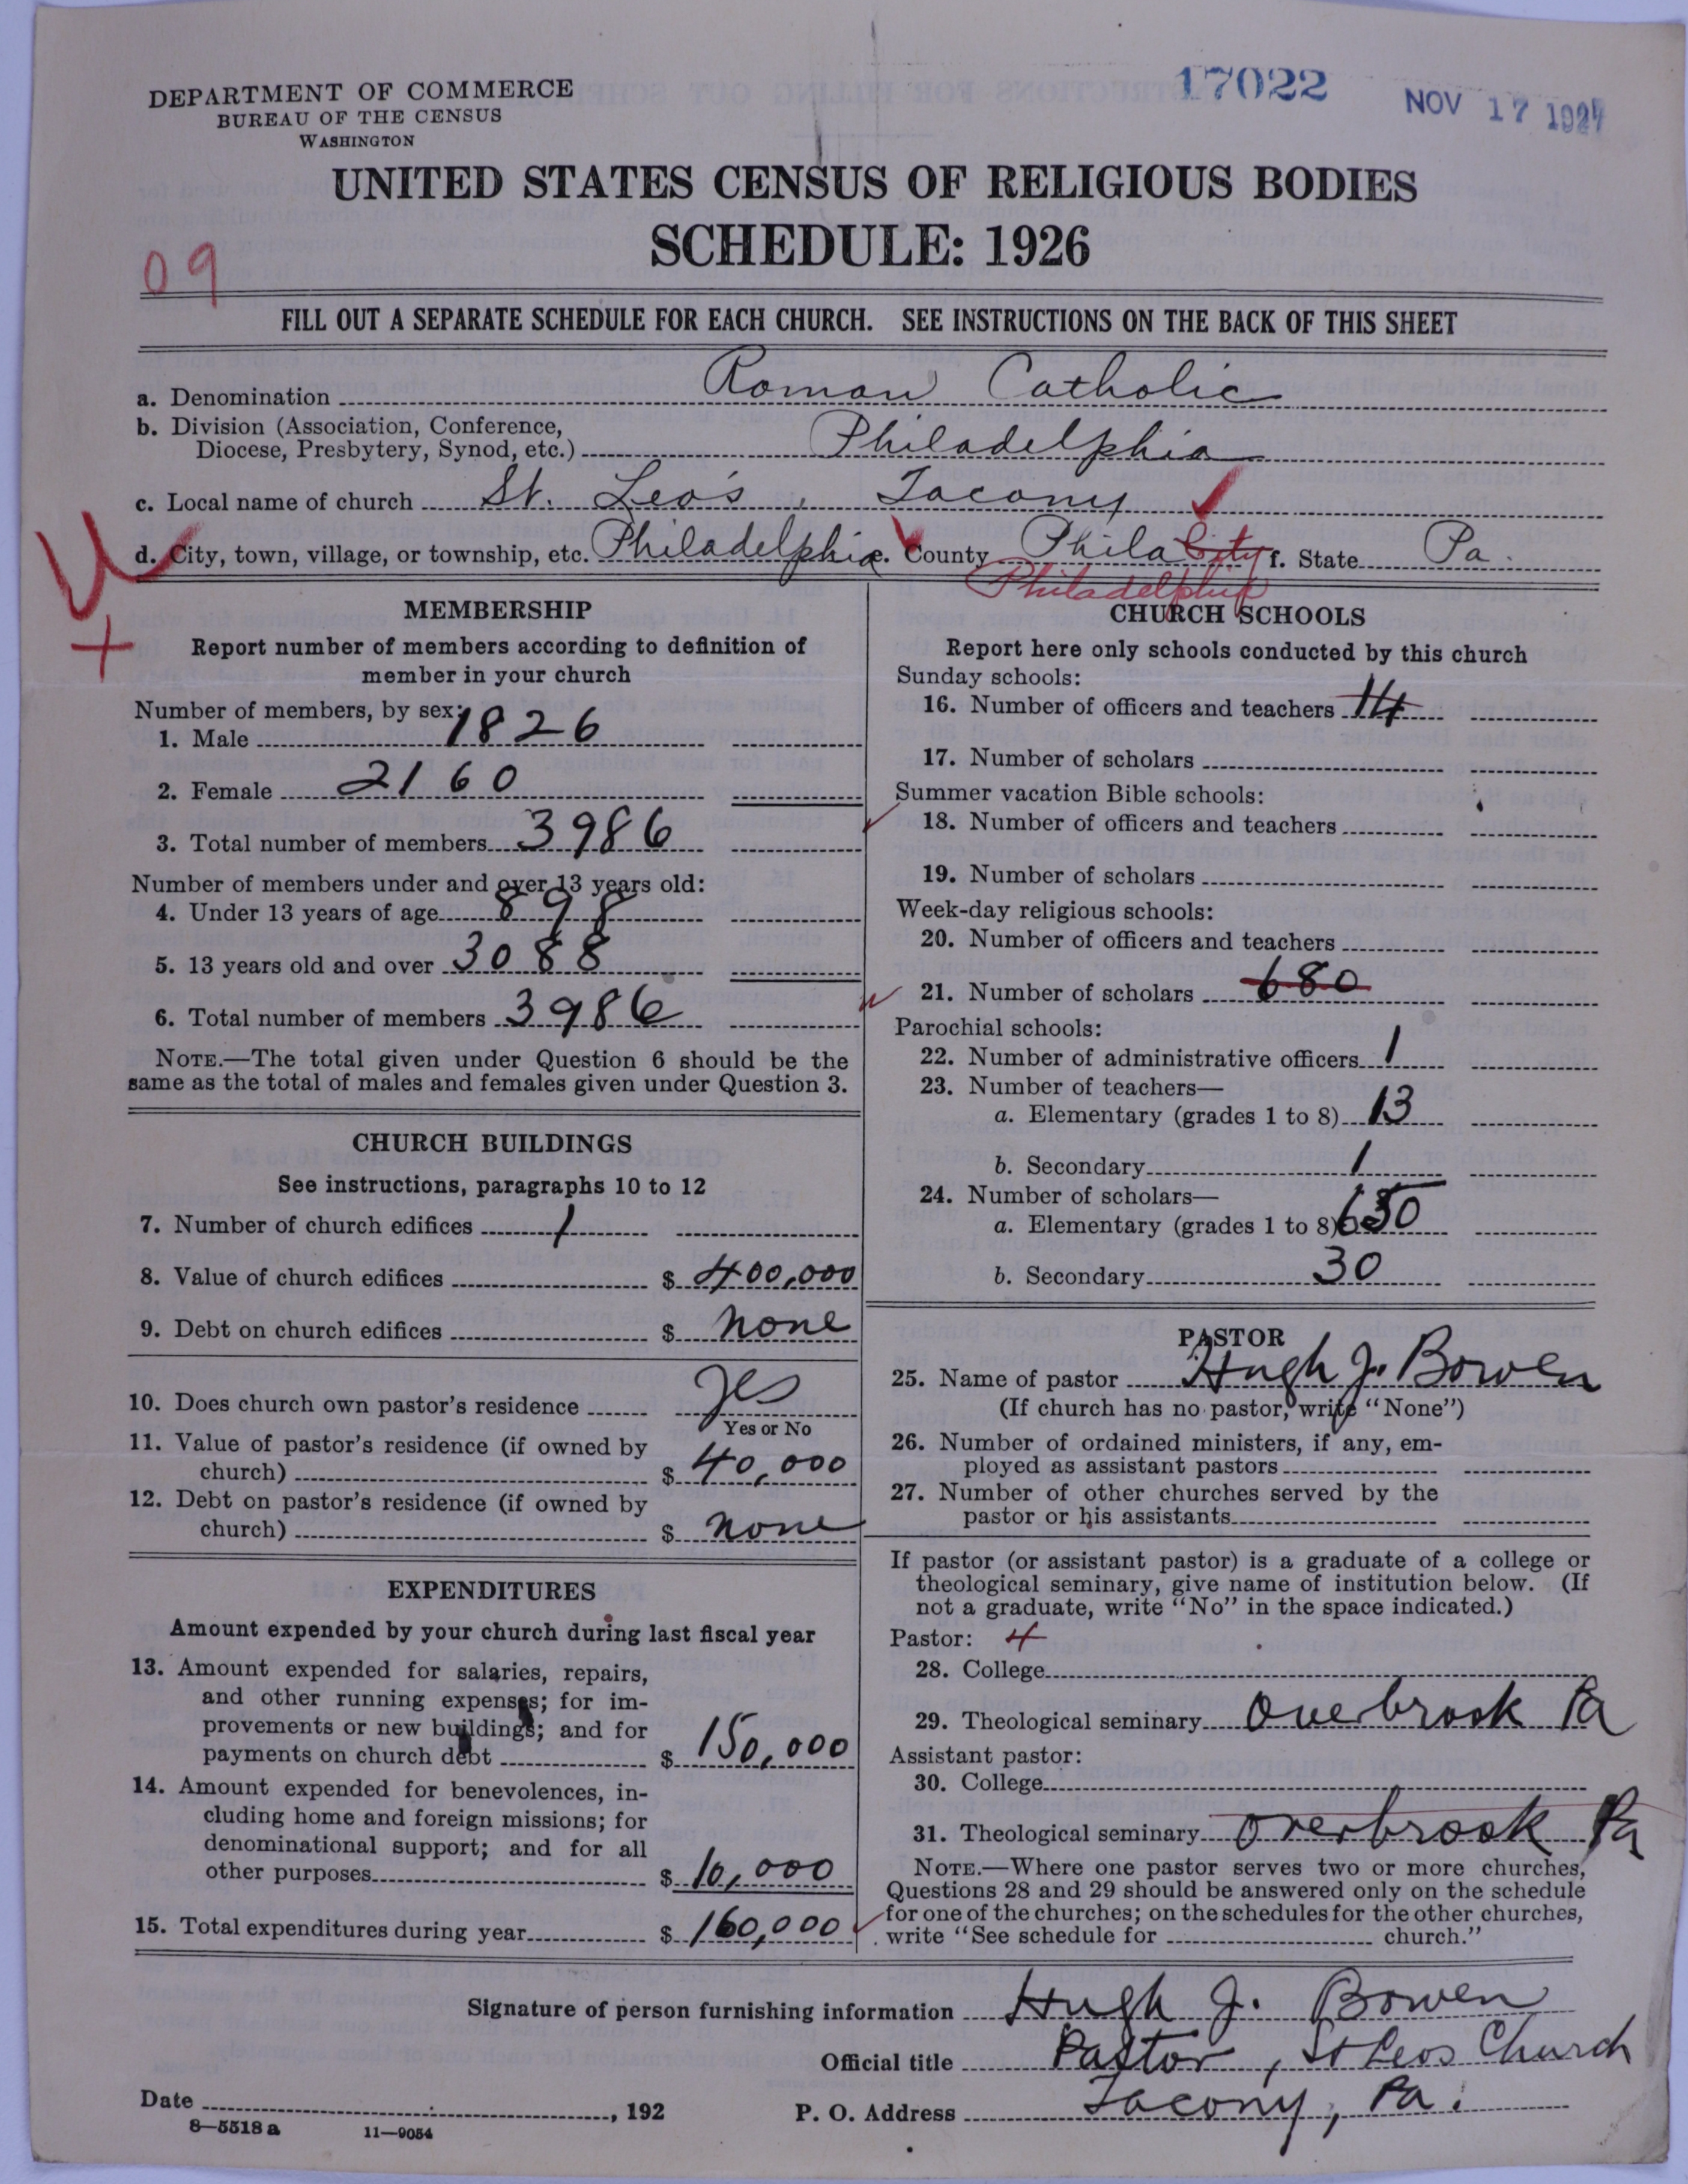 17022
NOV 17 1927
DEPARTMENT OF COMMERCE
BUREAU OF THE CENSUS
WASHINGTON
UNITED STATES CENSUS OF RELIGIOUS BODIES
SCHEDULE: 1926
09
FILL OUT A SEPARATE SCHEDULE FOR EACH CHURCH. SEE INSTRUCTIONS ON THE BACK OF THIS SHEET
a. Denomination Roman Catholic
b. Division (Association, Conference,
Diocese, Presbytery, Synod, etc.) Philadelphia
c. Local name of church St. Leo's, Tacony
d. City, town, village, or township, etc. Philadelphia e. County Phila City f. State Pa.
Philadelphia
MEMBERSHIP
Report number of members according to definition of
member in your church
Number of members, by sex:
1. Male 1826
2. Female 2160
3. Total number of members 3986
Number of members under and over 13 years old:
4. Under 13 years of age 898
5. 13 years old and over 3088
6. Total number of members 3986
NOTE.—The total given under Question 6 should be the
same as the total of males and females given under Question 3.
CHURCH BUILDINGS
See instructions, paragraphs 10 to 12
7. Number of church edifices 1
8. Value of church edifices $ 400,000
9. Debt on church edifices $ none
10. Does church own pastor's residence yes
Yes or No
11. Value of pastor's residence (if owned by
church) $ 40,000
12. Debt on pastor's residence (if owned by
church) $ none
EXPENDITURES
Amount expended by your church during last fiscal year
13. Amount expended for salaries, repairs,
and other running expenses; for im-
provements or new buildings; and for
payments on church debt $ 150,000
14. Amount expended for benevolences, in-
cluding home and foreign missions; for
denominational support; and for all
other purposes $ 10,000
15. Total expenditures during year $ 160,000
CHURCH SCHOOLS
Report here only schools conducted by this church
Sunday schools:
16. Number of officers and teachers 14
17. Number of scholars
Summer vacation Bible schools:
18. Number of officers and teachers
19. Number of scholars
Week-day religious schools:
20. Number of officers and teachers
21. Number of scholars 680
Parochial schools:
22. Number of administrative officers 1
23. Number of teachers—
a. Elementary (grades 1 to 8) 13
b. Secondary 1
24. Number of scholars—
a. Elementary (grades 1 to 8) 650
b. Secondary 30
PASTOR
25. Name of pastor Hugh J. Bowen
(If church has no pastor, write "None")
26. Number of ordained ministers, if any, em-
ployed as assistant pastors
27. Number of other churches served by the
pastor or his assistants
If pastor (or assistant pastor) is a graduate of a college or
theological seminary, give name of institution below. (If
not a graduate, write "No" in the space indicated.)
Pastor: 4
28. College
29. Theological seminary Overbrook Pa
Assistant pastor:
30. College
31. Theological seminary Overbrook Pa
NOTE.—Where one pastor serves two or more churches,
Questions 28 and 29 should be answered only on the schedule
for one of the churches; on the schedules for the other churches,
write "See schedule for church."
Signature of person furnishing information Hugh J. Bowen
Official title Pastor, St Leos Church
Date , 192 P. O. Address Tacony, Pa.
8—5518 a 11—9054